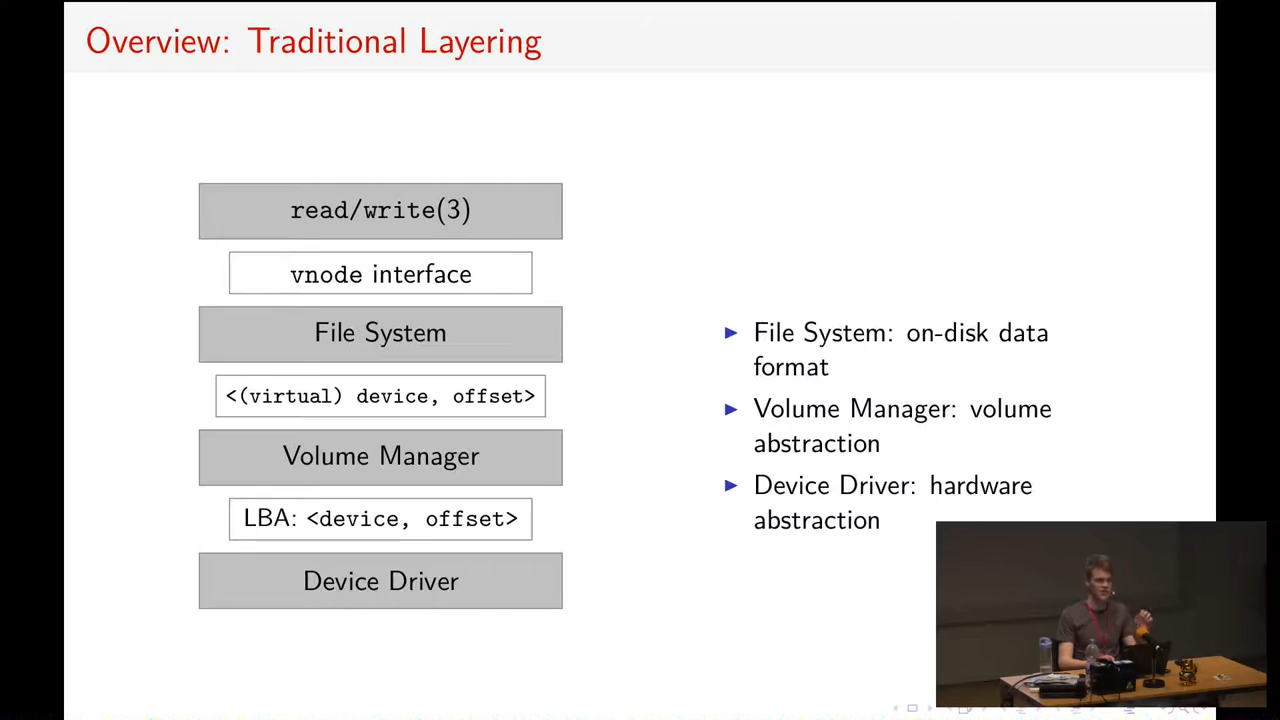 Overview: Traditional Layering
read/write(3)
vnode interface
File System
<(virtual) device, offset>
Volume Manager
LBA: <device, offset>
Device Driver
File System: on-disk data
format
Volume Manager: volume
abstraction
Device Driver: hardware
abstraction